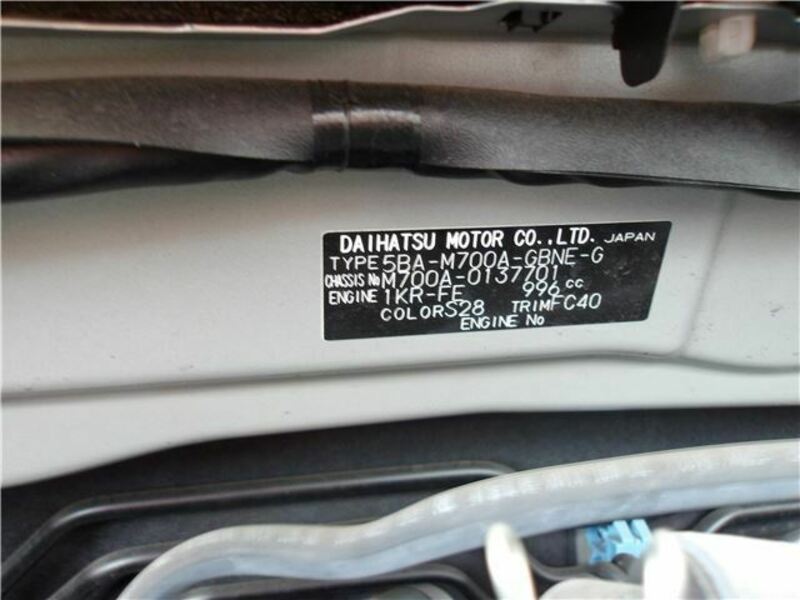 DAIHATSU MOTOR CO.,LTD. JAPAN
TYPE 5BA-M700A-GBNE-G
CHASSIS No M700A-0137701
ENGINE 1KR-FE 996 cc
COLOR S28 TRIM FC40
ENGINE No